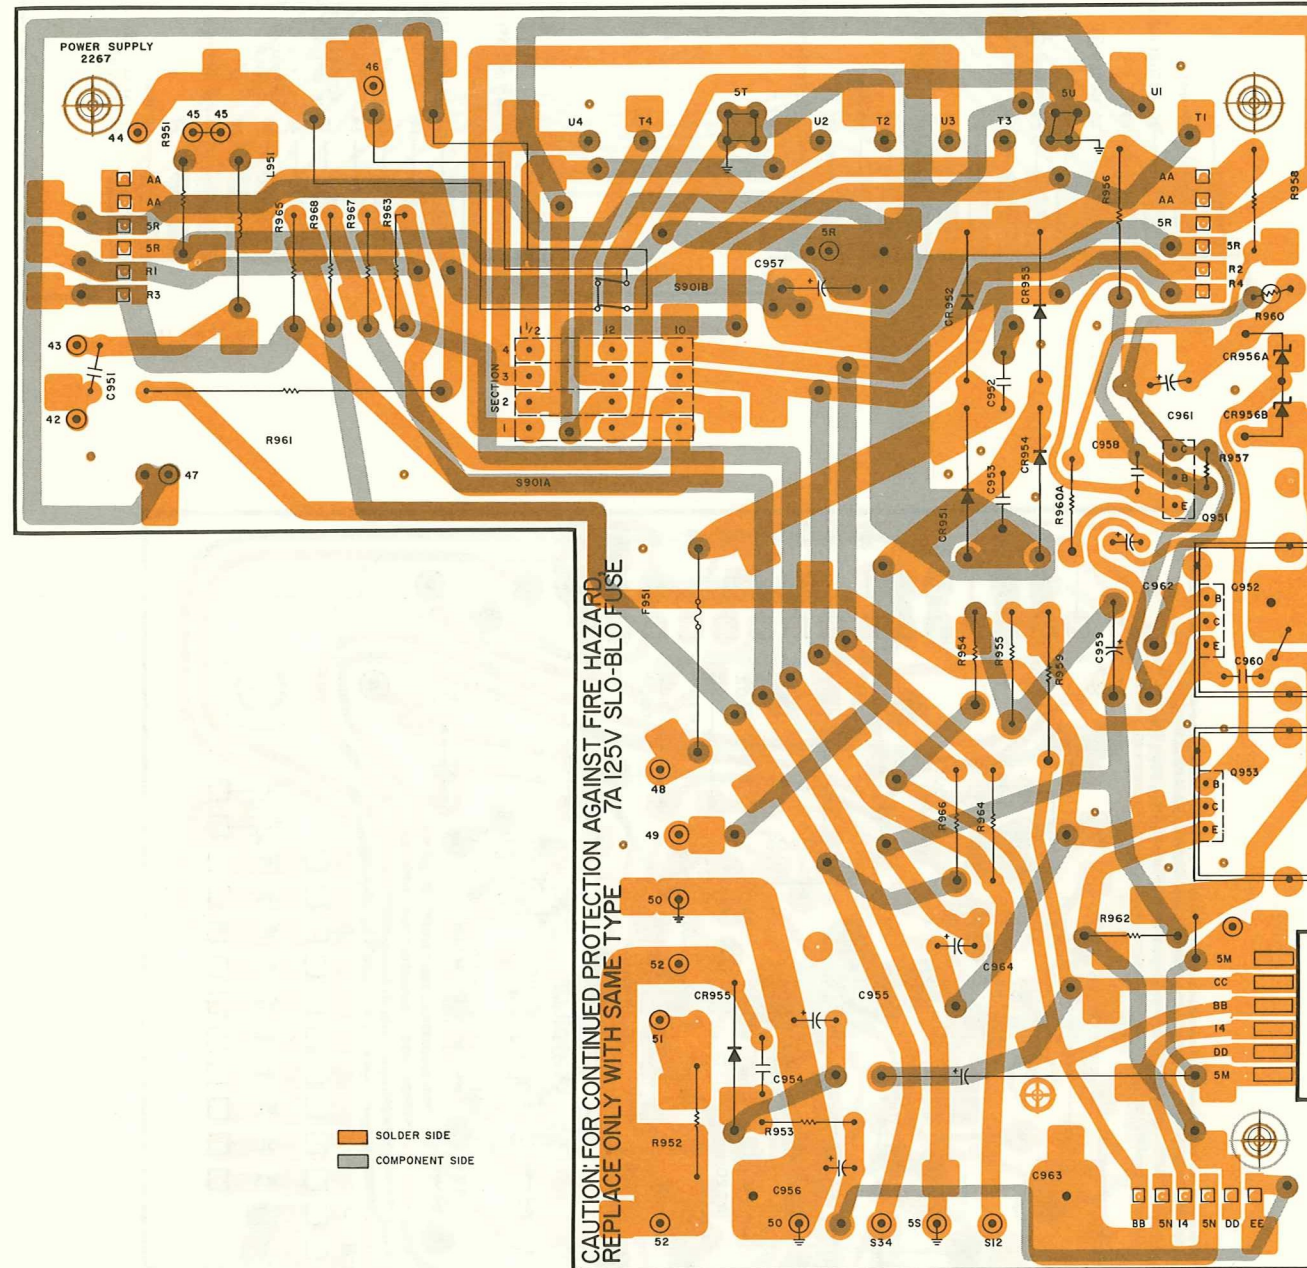 POWER SUPPLY
2267
46
45 45
44
R951
L951
5T
5U
U1
U4
T4
U2
T2
U3
T3
T1
AA
AA
5R
5R
R1
R3
R965
R968
R967
R963
5R
C957
S901B
R956
R958
AA
AA
5R
5R
R2
R4
R960
CR952
CR953
43
C951
42
47
R961
1 1/2
12
10
SECTION
4
3
2
1
S901A
C952
C953
CR951
CR954
R960A
C958
C961
CR956A
CR956B
R957
C
B
E
Q951
C962
Q952
B
C
E
C960
C959
F951
R954
R955
R959
Q953
B
C
E
R966
R964
48
49
50
52
51
CAUTION: FOR CONTINUED PROTECTION AGAINST FIRE HAZARD,
REPLACE ONLY WITH SAME TYPE 7A 125V SLO-BLO FUSE
R962
C964
CR955
C955
C954
R952
R953
C956
C963
5M
CC
BB
14
DD
5M
SOLDER SIDE
COMPONENT SIDE
52
50
S34
5S
S12
BB 5N 14 5N DD EE